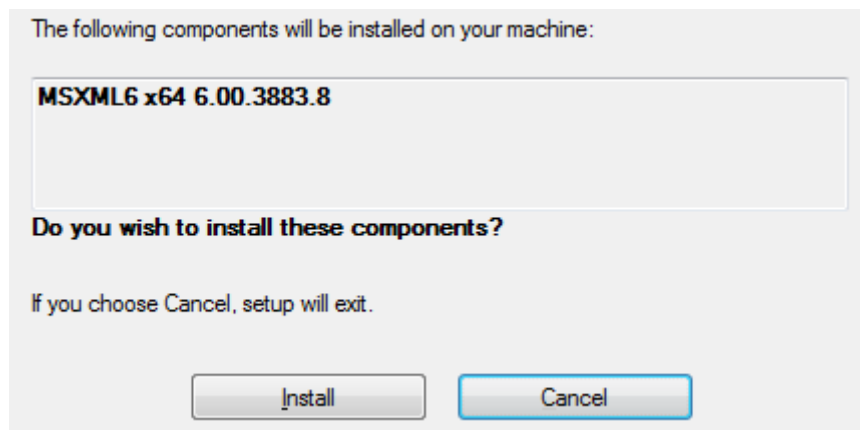 The following components will be installed on your machine:
MSXML6 x64 6.00.3883.8
Do you wish to install these components?
If you choose Cancel, setup will exit.
Install
Cancel